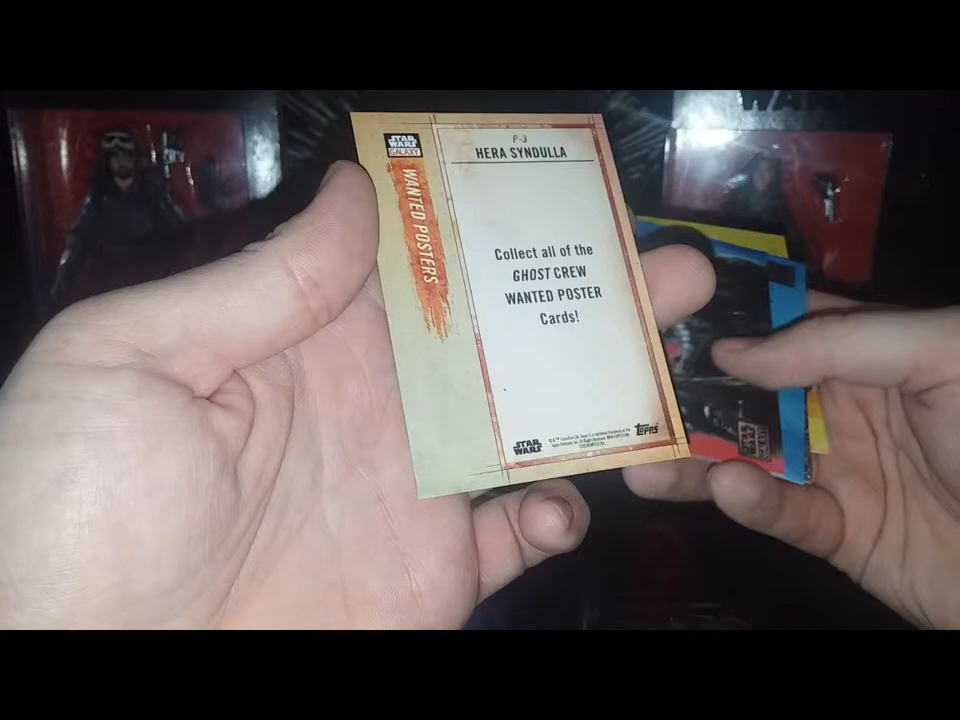 STAR WARS
GALAXY
WANTED POSTERS
P-3
HERA SYNDULLA
Collect all of the
GHOST CREW
WANTED POSTER
Cards!
STAR WARS
Topps
GALAXY